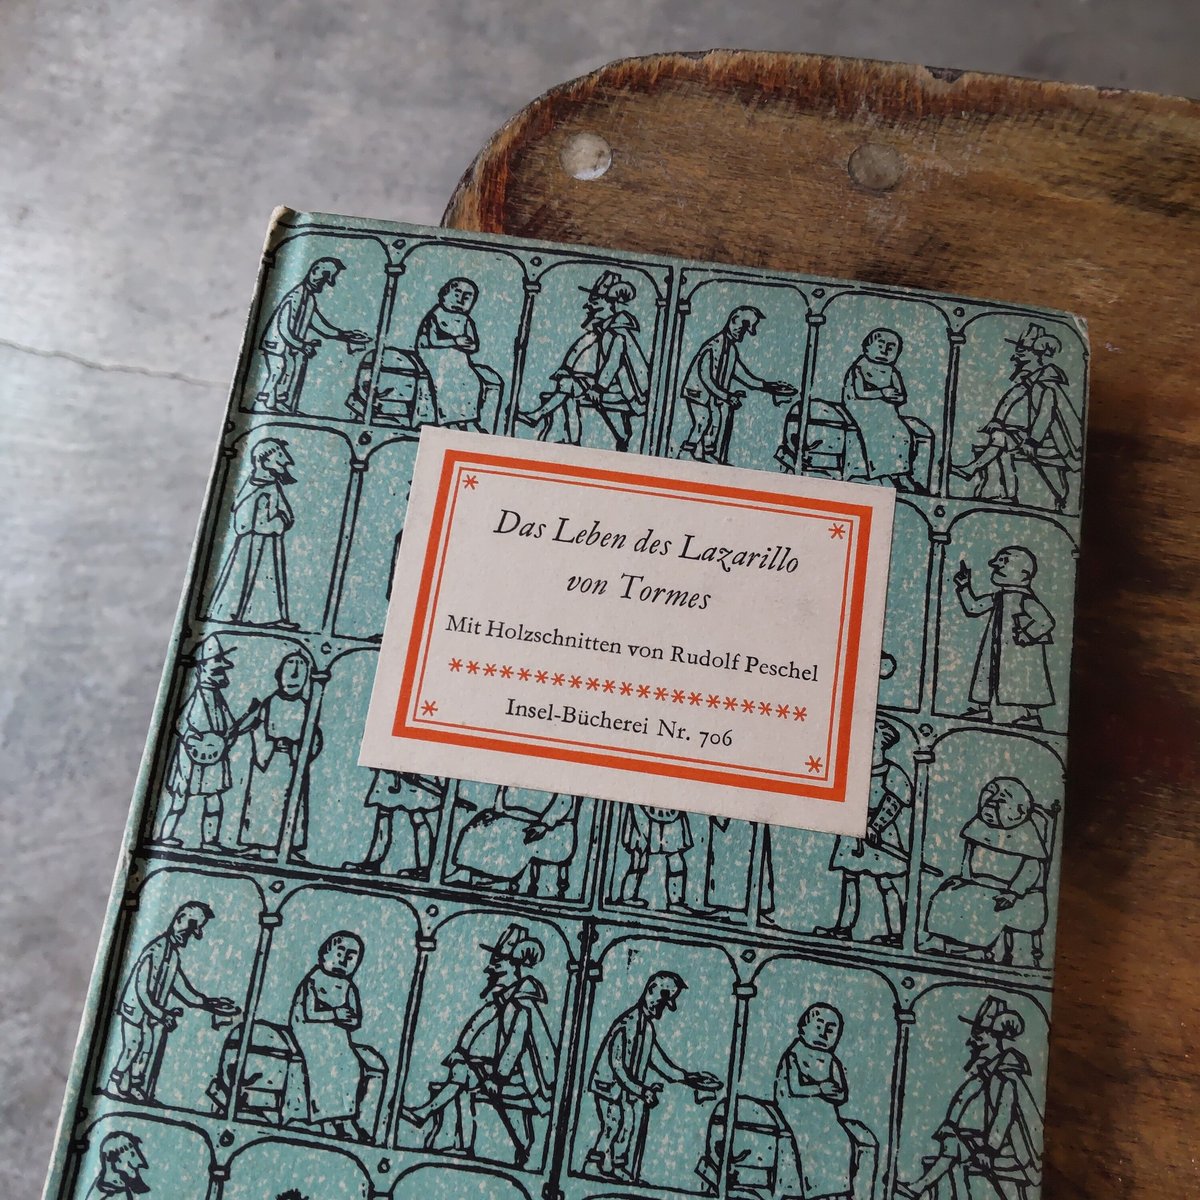 Das Leben des Lazarillo
von Tormes
Mit Holzschnitten von Rudolf Peschel
Insel-Bücherei Nr. 706